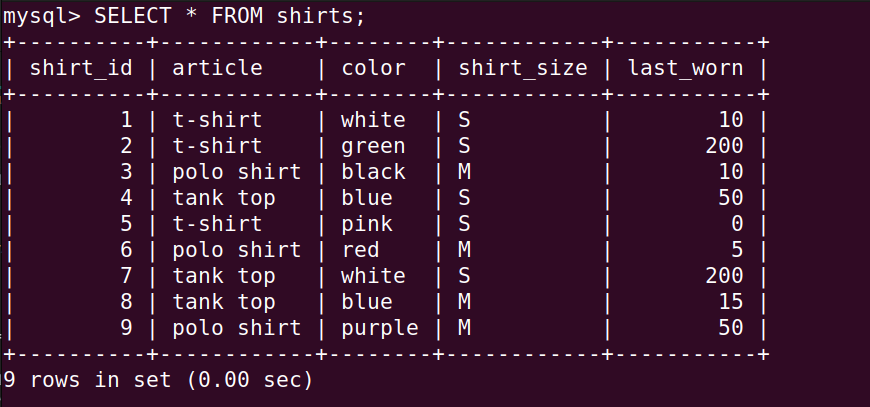 mysql> SELECT * FROM shirts;
+----------+------------+--------+------------+-----------+
| shirt_id | article    | color  | shirt_size | last_worn |
+----------+------------+--------+------------+-----------+
|        1 | t-shirt    | white  | S          |        10 |
|        2 | t-shirt    | green  | S          |       200 |
|        3 | polo shirt | black  | M          |        10 |
|        4 | tank top   | blue   | S          |        50 |
|        5 | t-shirt    | pink   | S          |         0 |
|        6 | polo shirt | red    | M          |         5 |
|        7 | tank top   | white  | S          |       200 |
|        8 | tank top   | blue   | M          |        15 |
|        9 | polo shirt | purple | M          |        50 |
+----------+------------+--------+------------+-----------+
9 rows in set (0.00 sec)